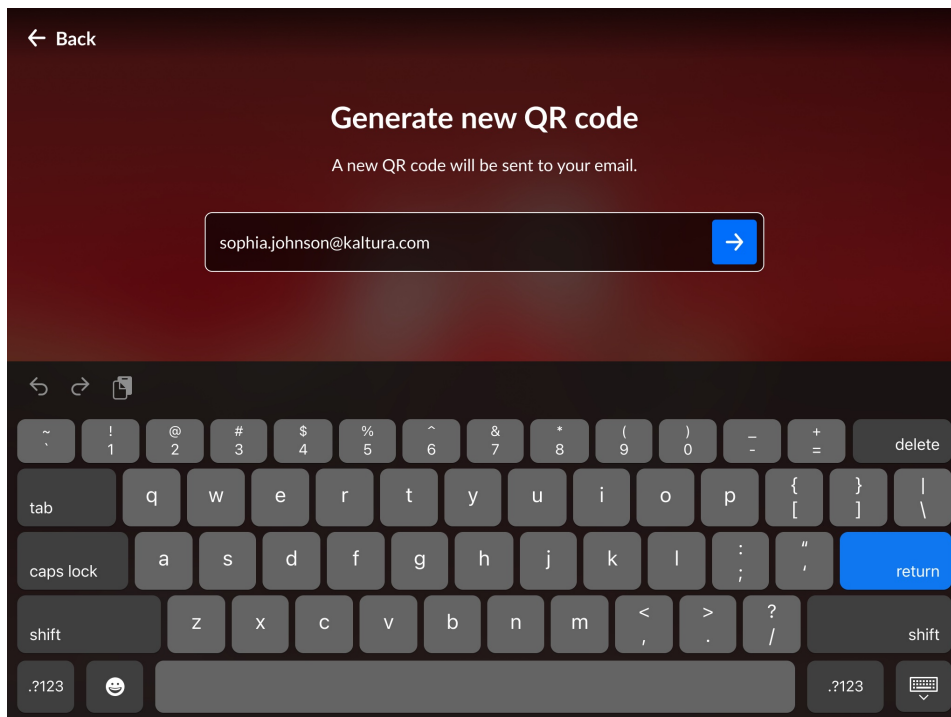 ← Back
Generate new QR code
A new QR code will be sent to your email.
sophia.johnson@kaltura.com →
~ ! @ # $ % ^ & * ( ) _ +
` 1 2 3 4 5 6 7 8 9 0 - = delete
{ } |
tab q w e r t y u i o p [ ] \
: "
caps lock a s d f g h j k l ; ' return
< > ?
shift z x c v b n m , . / shift
.?123 .?123